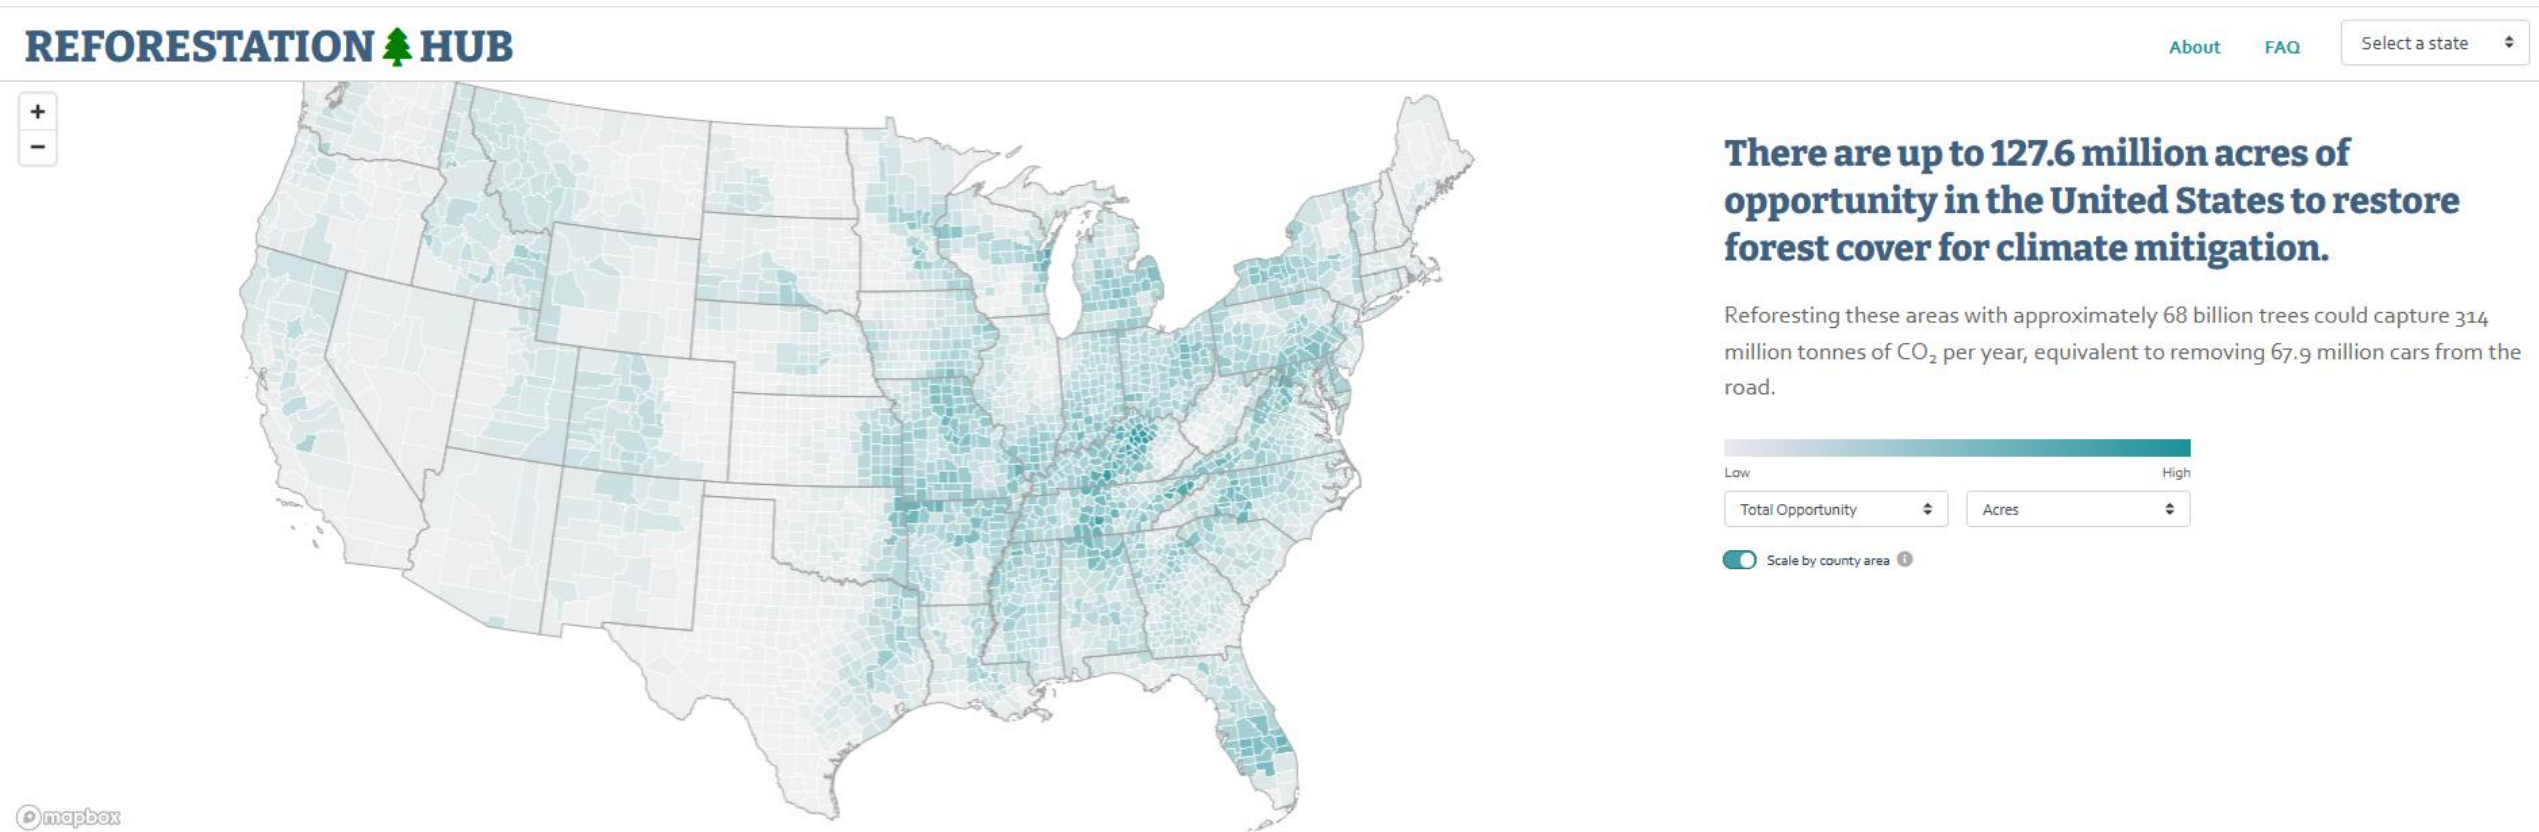 REFORESTATION HUB
About FAQ Select a state
+
−
There are up to 127.6 million acres of
opportunity in the United States to restore
forest cover for climate mitigation.
Reforesting these areas with approximately 68 billion trees could capture 314
million tonnes of CO₂ per year, equivalent to removing 67.9 million cars from the
road.
Low High
Total Opportunity Acres
Scale by county area i
mapbox